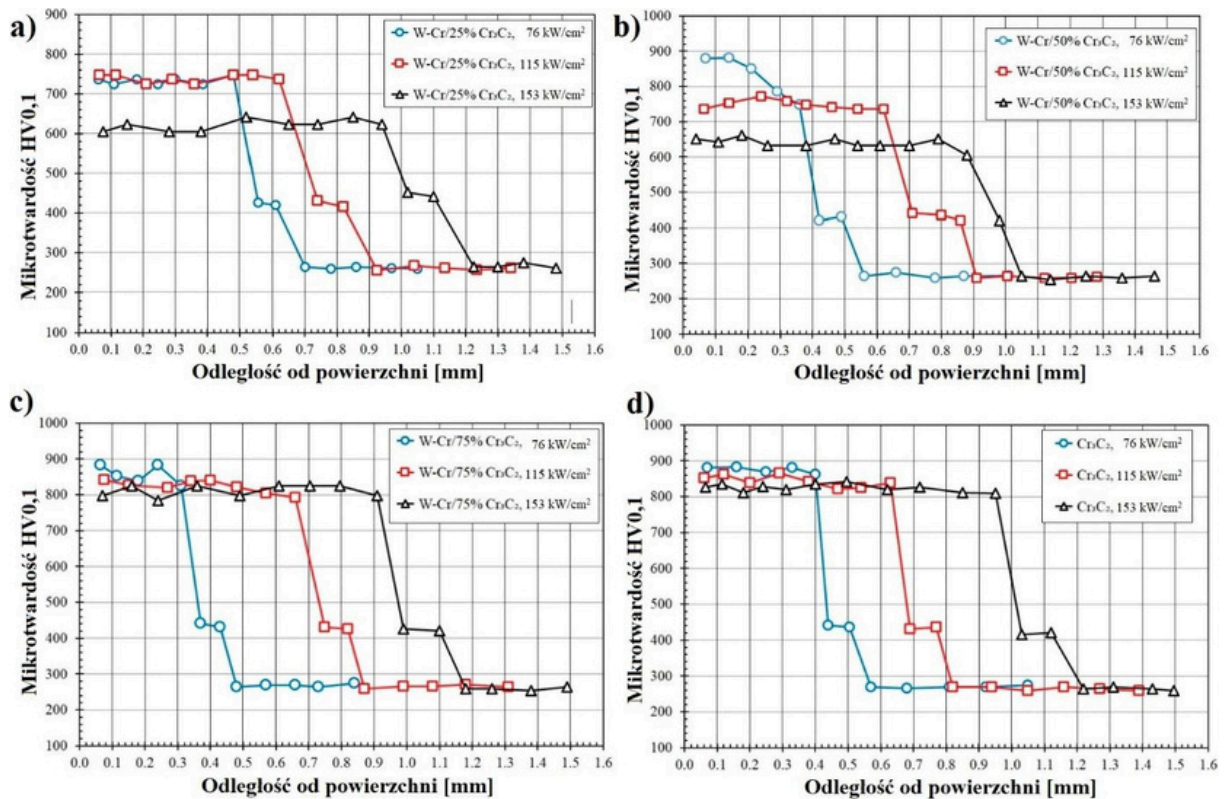 a)
Mikrotwardość HV0,1
900
800
700
600
500
400
300
200
100
W-Cr/25% Cr₃C₂, 76 kW/cm²
W-Cr/25% Cr₃C₂, 115 kW/cm²
W-Cr/25% Cr₃C₂, 153 kW/cm²
0.0 0.1 0.2 0.3 0.4 0.5 0.6 0.7 0.8 0.9 1.0 1.1 1.2 1.3 1.4 1.5 1.6
Odległość od powierzchni [mm]
b)
Mikrotwardość HV0,1
1000
900
800
700
600
500
400
300
200
100
W-Cr/50% Cr₃C₂, 76 kW/cm²
W-Cr/50% Cr₃C₂, 115 kW/cm²
W-Cr/50% Cr₃C₂, 153 kW/cm²
0.0 0.1 0.2 0.3 0.4 0.5 0.6 0.7 0.8 0.9 1.0 1.1 1.2 1.3 1.4 1.5 1.6
Odległość od powierzchni [mm]
c)
Mikrotwardość HV0,1
1000
900
800
700
600
500
400
300
200
100
W-Cr/75% Cr₃C₂, 76 kW/cm²
W-Cr/75% Cr₃C₂, 115 kW/cm²
W-Cr/75% Cr₃C₂, 153 kW/cm²
0.0 0.1 0.2 0.3 0.4 0.5 0.6 0.7 0.8 0.9 1.0 1.1 1.2 1.3 1.4 1.5 1.6
Odległość od powierzchni [mm]
d)
Mikrotwardość HV0,1
1000
900
800
700
600
500
400
300
200
100
Cr₃C₂, 76 kW/cm²
Cr₃C₂, 115 kW/cm²
Cr₃C₂, 153 kW/cm²
0.0 0.1 0.2 0.3 0.4 0.5 0.6 0.7 0.8 0.9 1.0 1.1 1.2 1.3 1.4 1.5 1.6
Odległość od powierzchni [mm]